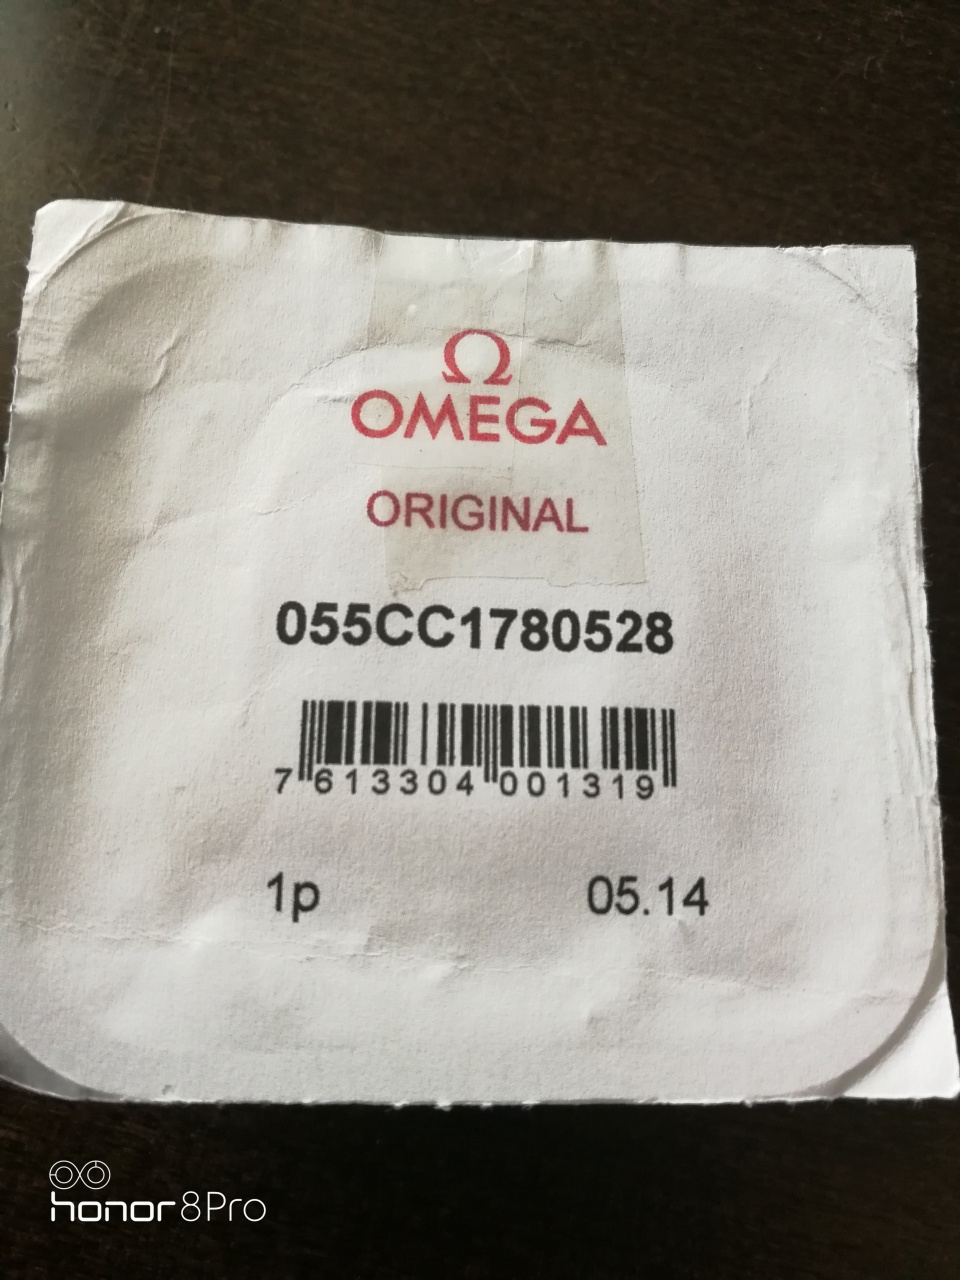 Ω
OMEGA
ORIGINAL
055CC1780528
7 613304 001319
1p 05.14
honor 8Pro